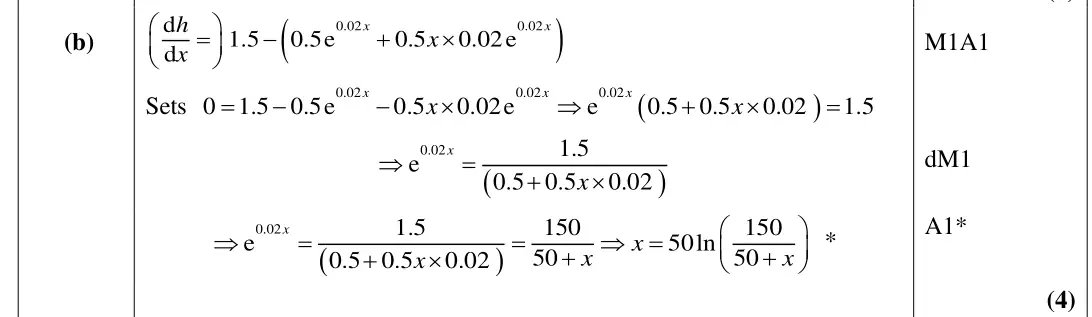 (b) (dh/dx =) 1.5 − (0.5e^{0.02x} + 0.5x × 0.02e^{0.02x}) M1A1
Sets 0 = 1.5 − 0.5e^{0.02x} − 0.5x × 0.02e^{0.02x} ⇒ e^{0.02x} (0.5 + 0.5x × 0.02) = 1.5
⇒ e^{0.02x} = 1.5/(0.5 + 0.5x × 0.02) dM1
⇒ e^{0.02x} = 1.5/(0.5 + 0.5x × 0.02) = 150/(50 + x) ⇒ x = 50ln(150/(50 + x)) * A1*
(4)